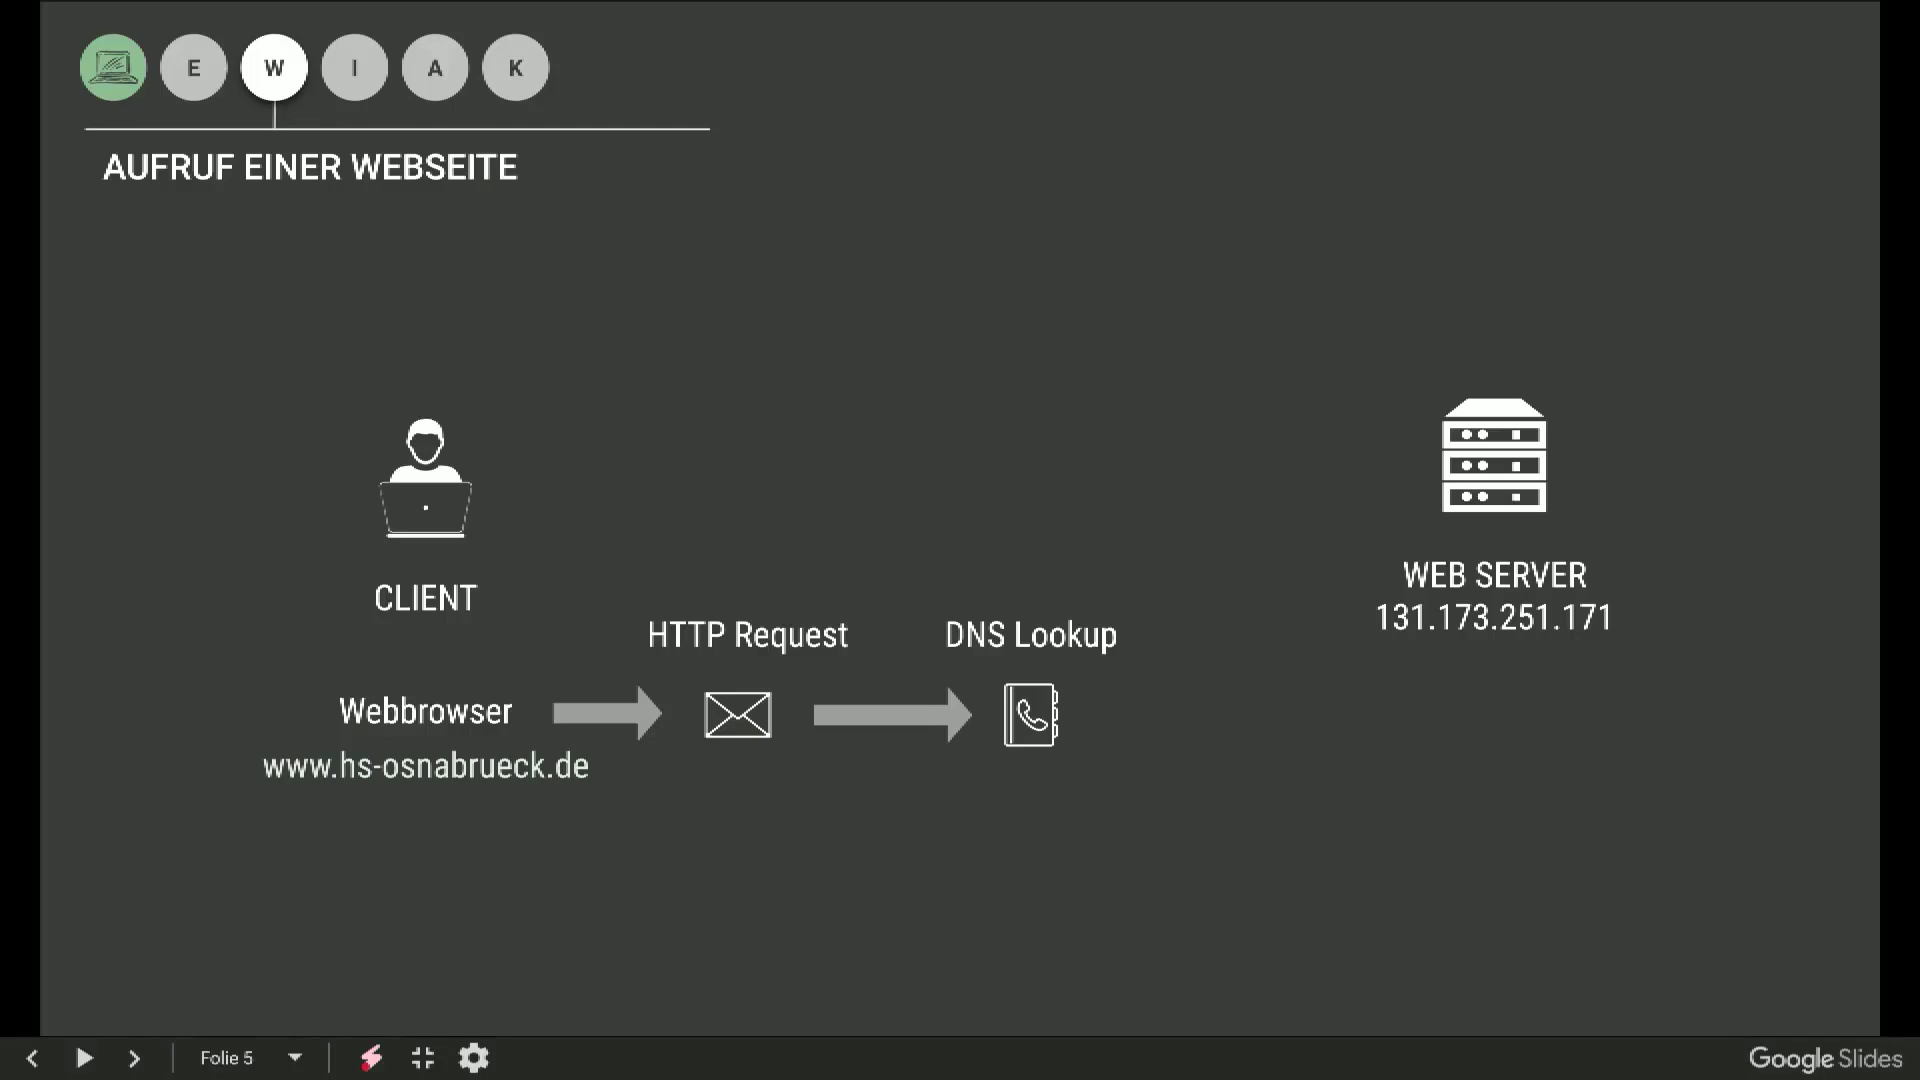 E W I A K
AUFRUF EINER WEBSEITE
CLIENT
WEB SERVER
131.173.251.171
HTTP Request
DNS Lookup
Webbrowser
www.hs-osnabrueck.de
Folie 5
Google Slides